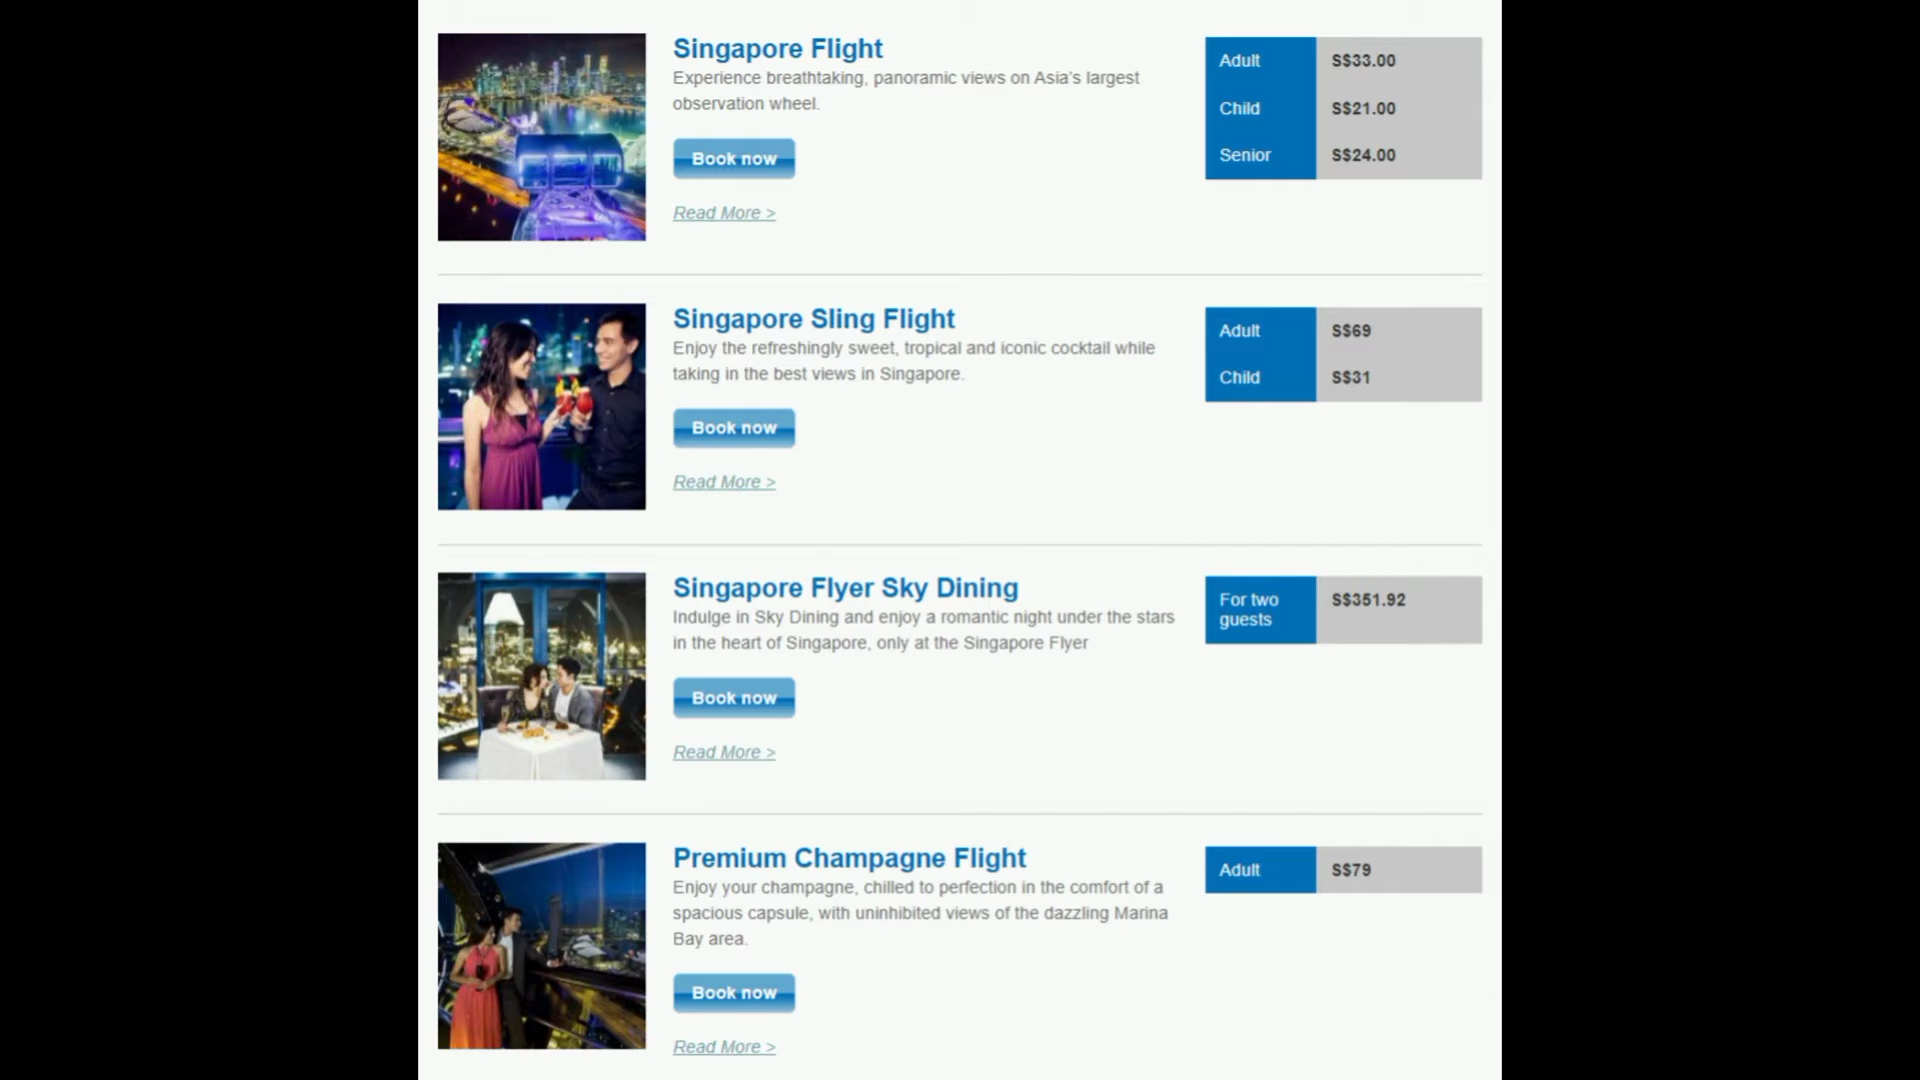 Singapore Flight
Experience breathtaking, panoramic views on Asia's largest
observation wheel.
Book now
Read More >
Adult S$33.00
Child S$21.00
Senior S$24.00
Singapore Sling Flight
Enjoy the refreshingly sweet, tropical and iconic cocktail while
taking in the best views in Singapore.
Book now
Read More >
Adult S$69
Child S$31
Singapore Flyer Sky Dining
Indulge in Sky Dining and enjoy a romantic night under the stars
in the heart of Singapore, only at the Singapore Flyer
Book now
Read More >
For two S$351.92
guests
Premium Champagne Flight
Enjoy your champagne, chilled to perfection in the comfort of a
spacious capsule, with uninhibited views of the dazzling Marina
Bay area.
Book now
Read More >
Adult S$79